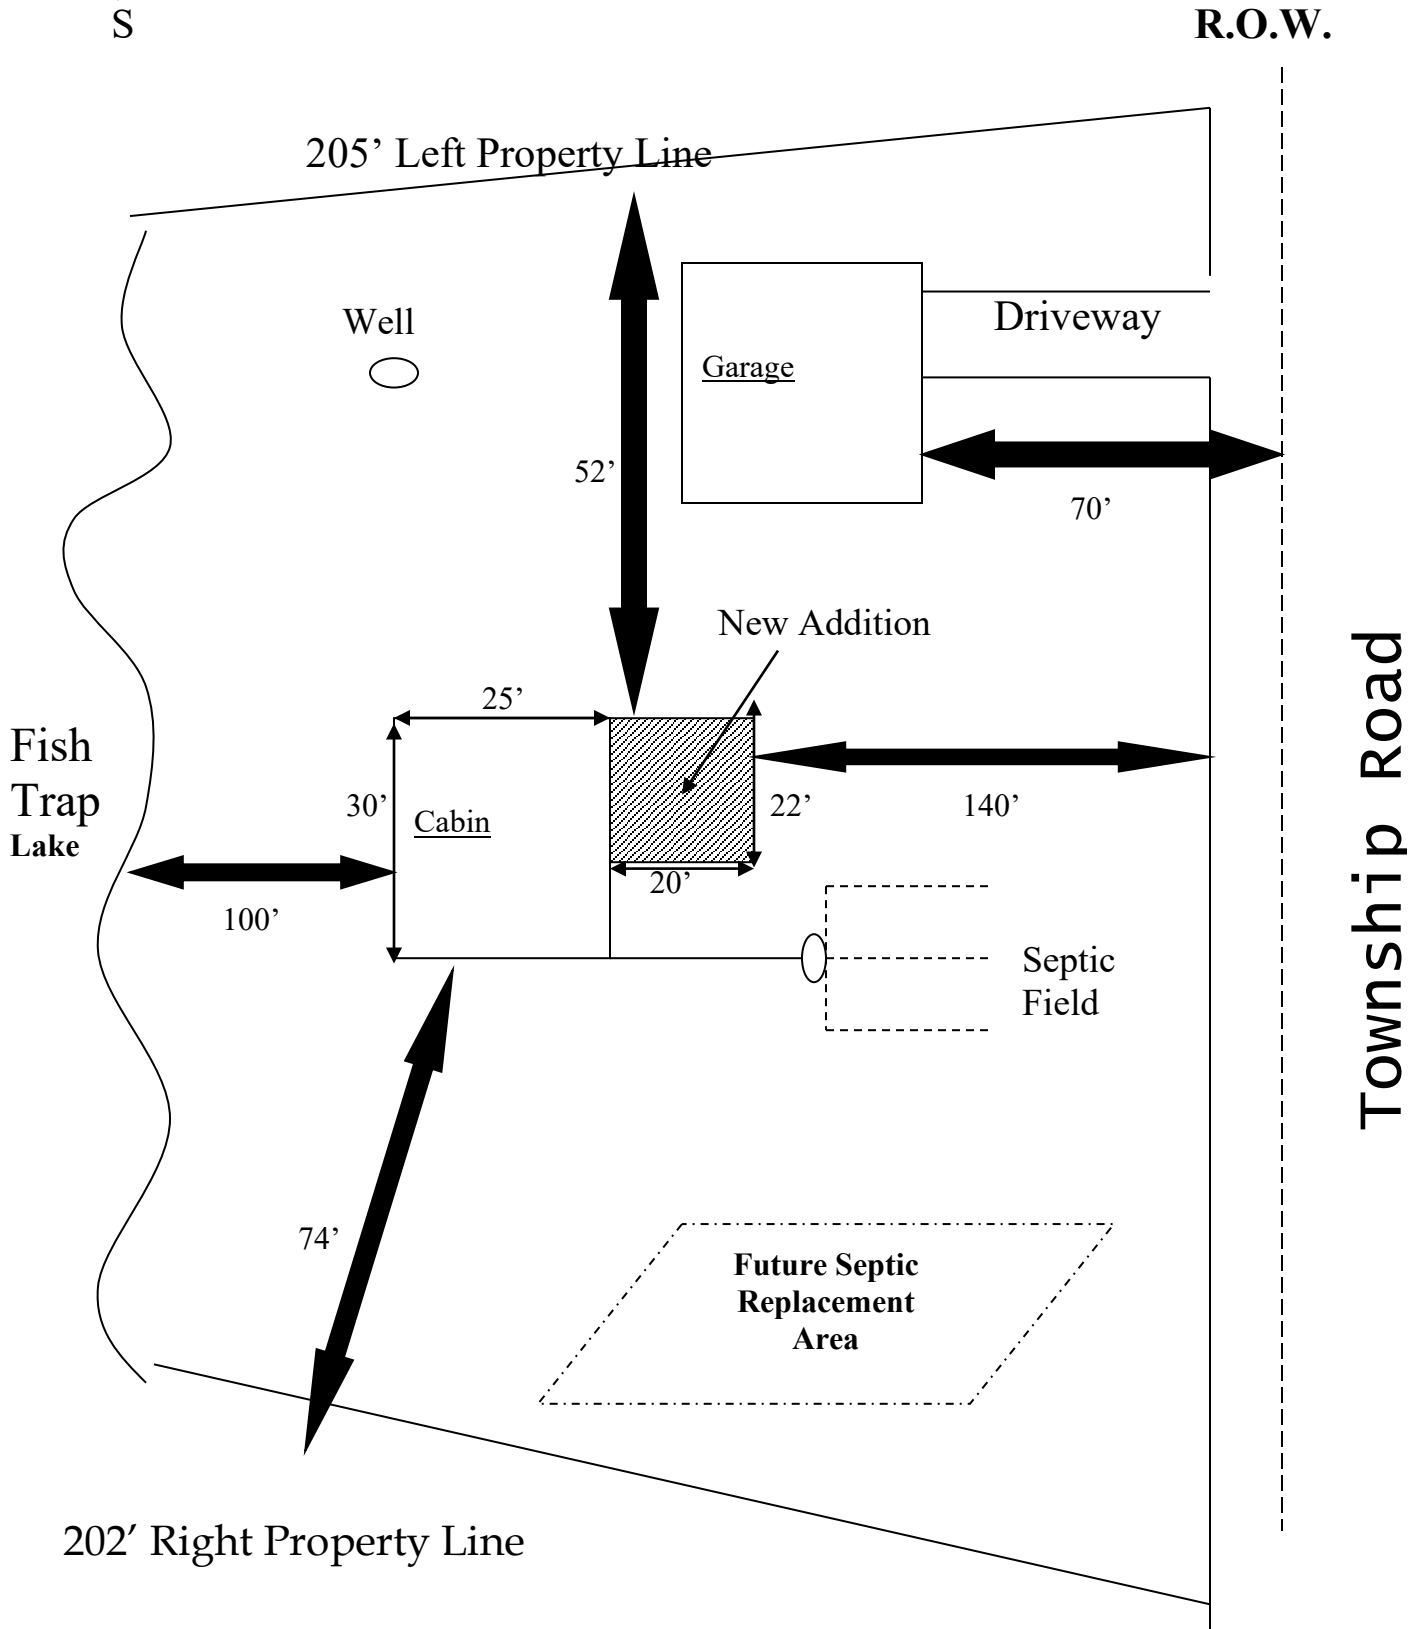 S
R.O.W.
205’ Left Property Line
Well
Driveway
Garage
52’
70’
New Addition
25’
Fish
Trap
Lake
30’
Cabin
22’
140’
20’
100’
Septic
Field
Township Road
74’
Future Septic
Replacement
Area
202’ Right Property Line